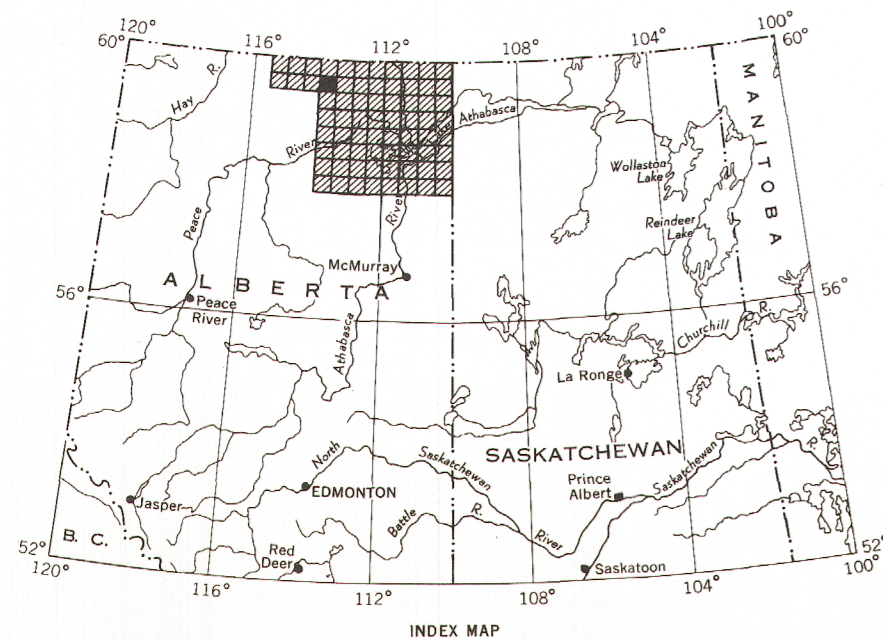 120°
116°
112°
108°
104°
100°
60°
60°
Hay R.
River
Lake Athabasca
MANITOBA
Wollaston
Lake
Reindeer
Lake
Peace
River
McMurray
ALBERTA
56°
56°
Peace
River
Athabasca
Churchill R.
La Ronge
SASKATCHEWAN
North Saskatchewan River
Prince
Albert
Saskatchewan
Jasper
EDMONTON
Battle R.
B. C.
Red
Deer
Saskatoon
52°
52°
120°
116°
112°
108°
104°
100°
INDEX MAP